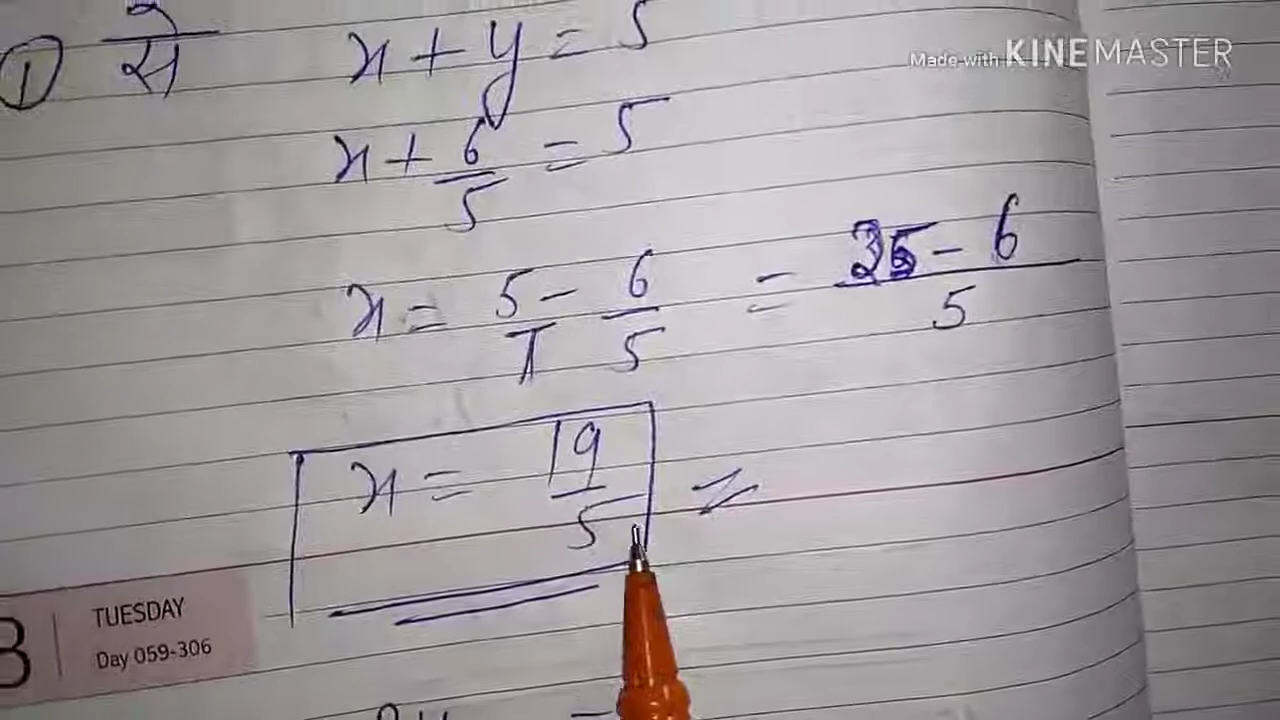 ① से x + y = 5
Made with KINEMASTER
x + 6/5 = 5
x = 5/1 - 6/5 = 25 - 6/5
x = 19/5 =
TUESDAY
Day 059-306